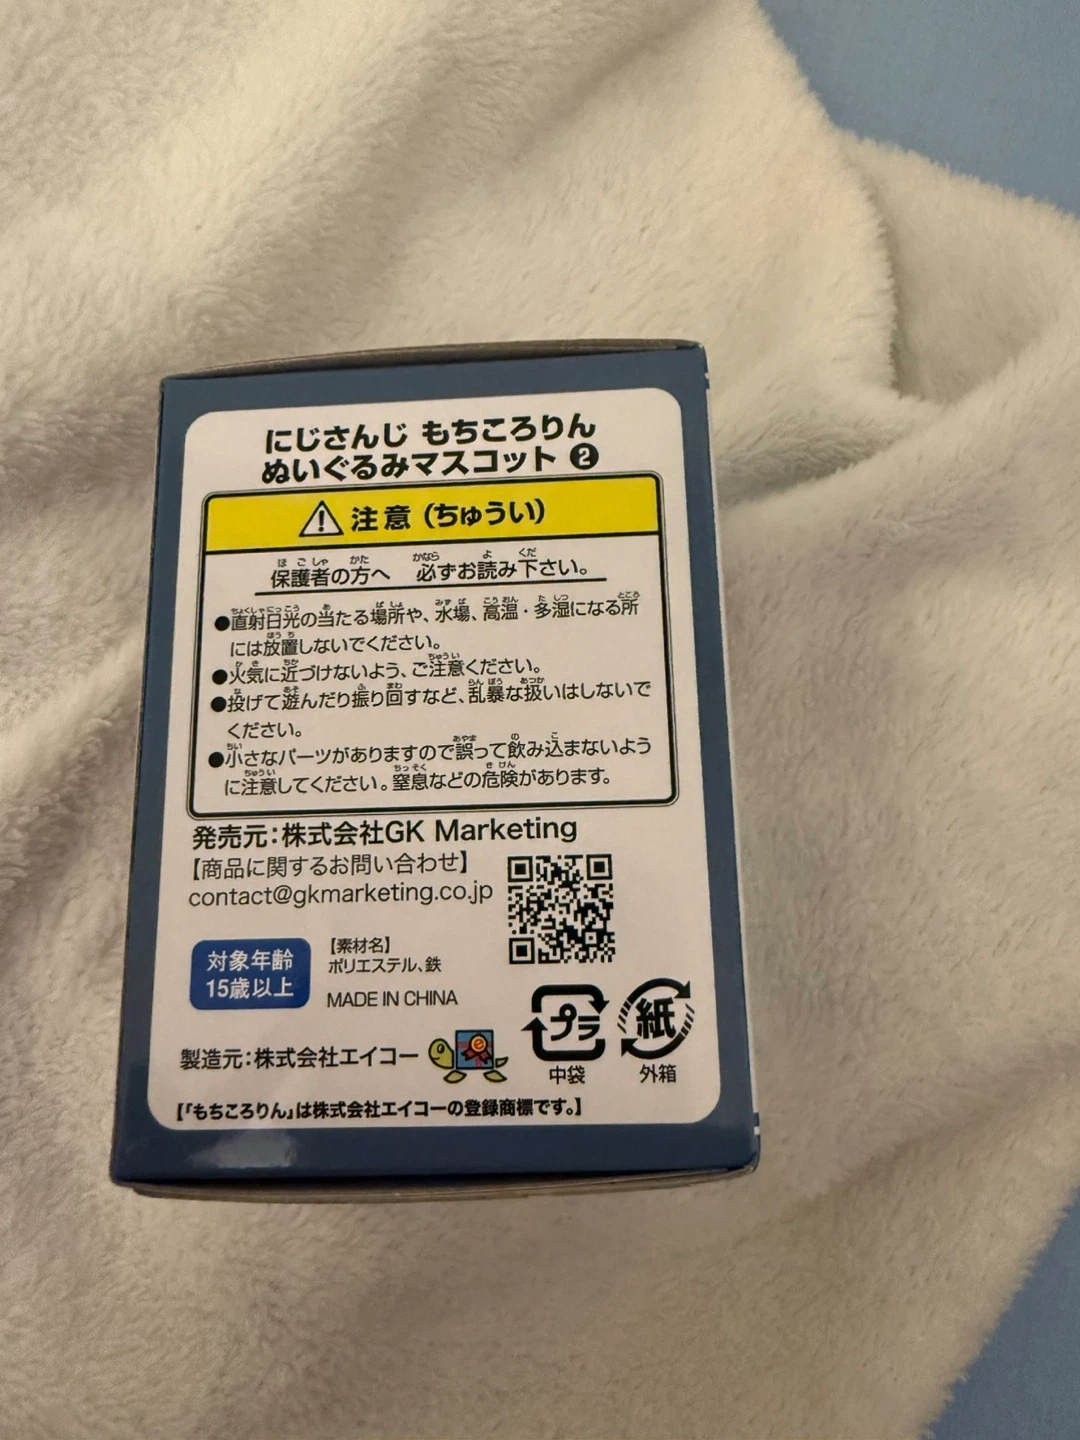 にじさんじ もちころりん
ぬいぐるみマスコット ❷
注意（ちゅうい）
保護者の方へ 必ずお読み下さい。
●直射日光の当たる場所や、水場、高温・多湿になる所
には放置しないでください。
●火気に近づけないよう、ご注意ください。
●投げて遊んだり振り回すなど、乱暴な扱いはしないで
ください。
●小さなパーツがありますので誤って飲み込まないよう
に注意してください。窒息などの危険があります。
発売元：株式会社GK Marketing
【商品に関するお問い合わせ】
contact@gkmarketing.co.jp
対象年齢
15歳以上
【素材名】
ポリエステル、鉄
MADE IN CHINA
プラ
中袋
紙
外箱
製造元：株式会社エイコー
e
【「もちころりん」は株式会社エイコーの登録商標です。】